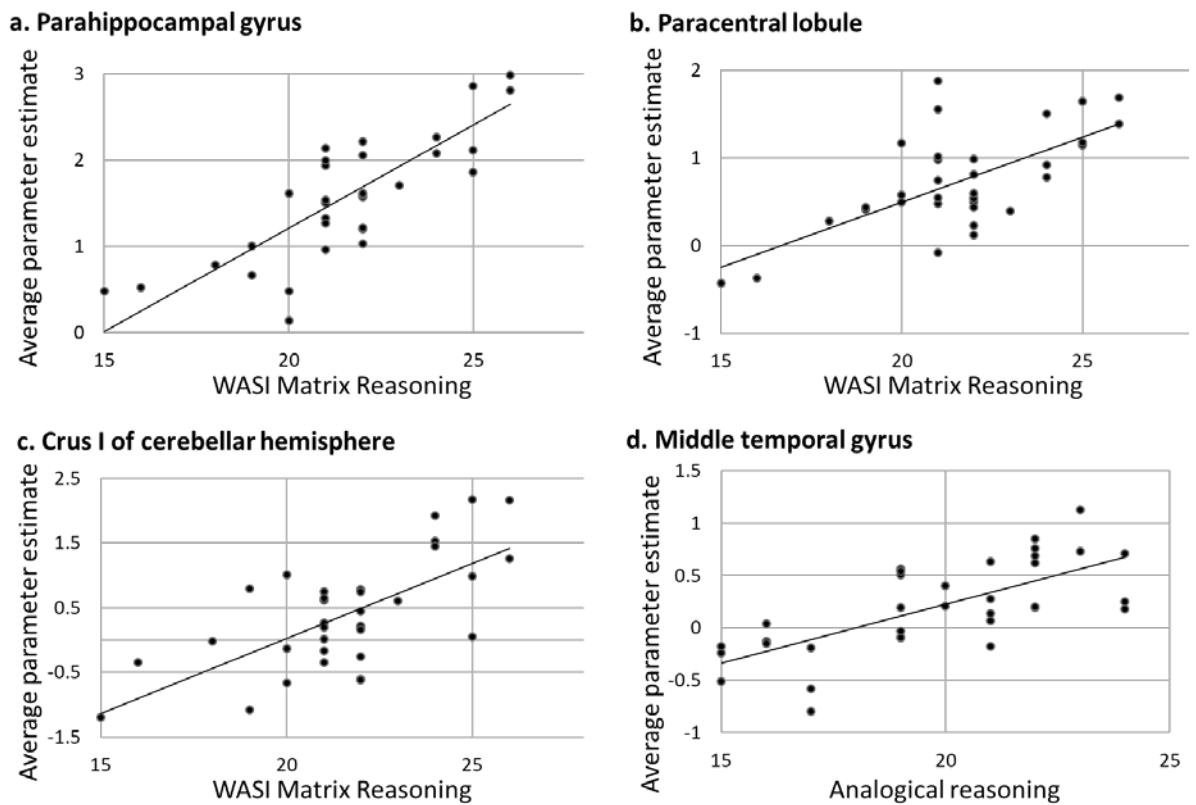 a. Parahippocampal gyrus
Average parameter estimate
3
2
1
0
15
20
25
WASI Matrix Reasoning
b. Paracentral lobule
Average parameter estimate
2
1
0
-1
15
20
25
WASI Matrix Reasoning
c. Crus I of cerebellar hemisphere
Average parameter estimate
2.5
1.5
0.5
-0.5
-1.5
15
20
25
WASI Matrix Reasoning
d. Middle temporal gyrus
Average parameter estimate
1.5
1
0.5
0
-0.5
-1
15
20
25
Analogical reasoning